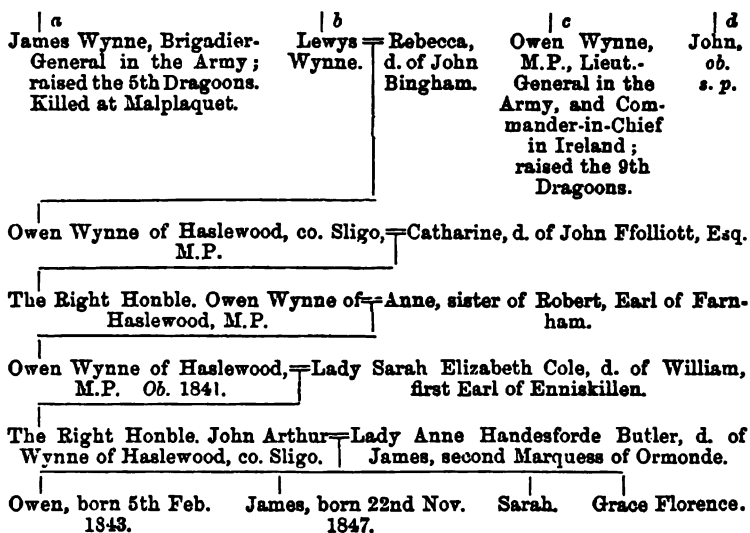 a b c d
James Wynne, Brigadier-
General in the Army;
raised the 5th Dragoons.
Killed at Malplaquet.
Lewys
Wynne.
Rebecca,
d. of John
Bingham.
Owen Wynne,
M.P., Lieut.-
General in the
Army, and Com-
mander-in-Chief
in Ireland;
raised the 9th
Dragoons.
John,
ob.
s. p.
Owen Wynne of Haslewood, co. Sligo,
M.P.
Catharine, d. of John Ffolliott, Esq.
The Right Honble. Owen Wynne of
Haslewood, M.P.
Anne, sister of Robert, Earl of Farn-
ham.
Owen Wynne of Haslewood,
M.P. Ob. 1841.
Lady Sarah Elizabeth Cole, d. of William,
first Earl of Enniskillen.
The Right Honble. John Arthur
Wynne of Haslewood, co. Sligo.
Lady Anne Handesforde Butler, d. of
James, second Marquess of Ormonde.
Owen, born 5th Feb.
1843.
James, born 22nd Nov.
1847.
Sarah.
Grace Florence.